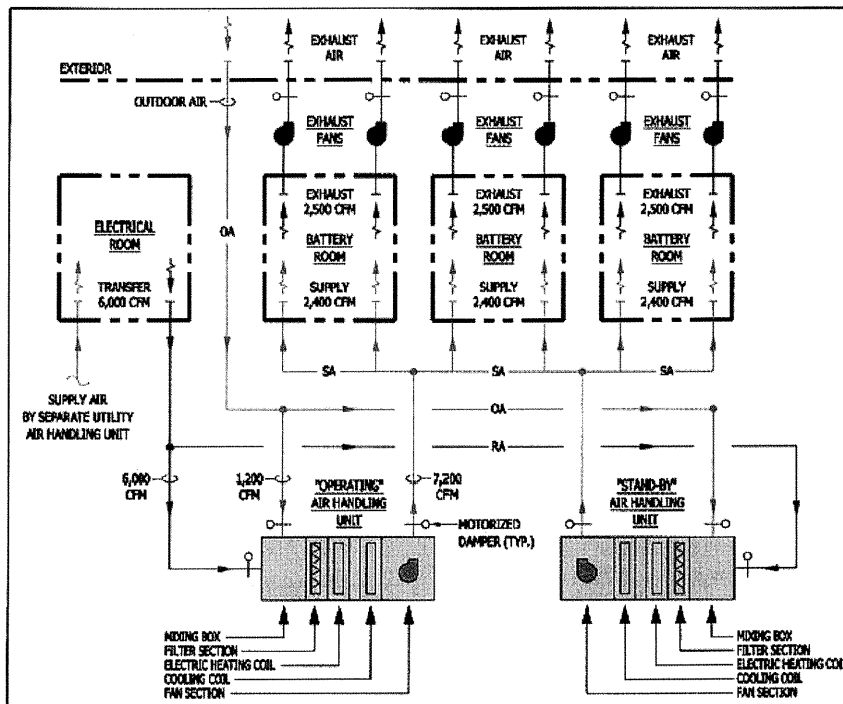 EXHAUST AIR
EXHAUST AIR
EXHAUST AIR
EXTERIOR
OUTDOOR AIR
EXHAUST FANS
EXHAUST FANS
EXHAUST FANS
ELECTRICAL ROOM
TRANSFER 6,000 CFM
OA
EXHAUST 2,500 CFM
BATTERY ROOM
SUPPLY 2,400 CFM
EXHAUST 2,500 CFM
BATTERY ROOM
SUPPLY 2,400 CFM
EXHAUST 2,500 CFM
BATTERY ROOM
SUPPLY 2,400 CFM
SA
SA
SA
SUPPLY AIR
BY SEPARATE UTILITY
AIR HANDLING UNIT
OA
RA
6,000 CFM
1,200 CFM
"OPERATING"
AIR HANDLING
UNIT
7,200 CFM
MOTORIZED
DAMPER (TYP.)
"STAND-BY"
AIR HANDLING
UNIT
MIXING BOX
FILTER SECTION
ELECTRIC HEATING COIL
COOLING COIL
FAN SECTION
MIXING BOX
FILTER SECTION
ELECTRIC HEATING COIL
COOLING COIL
FAN SECTION